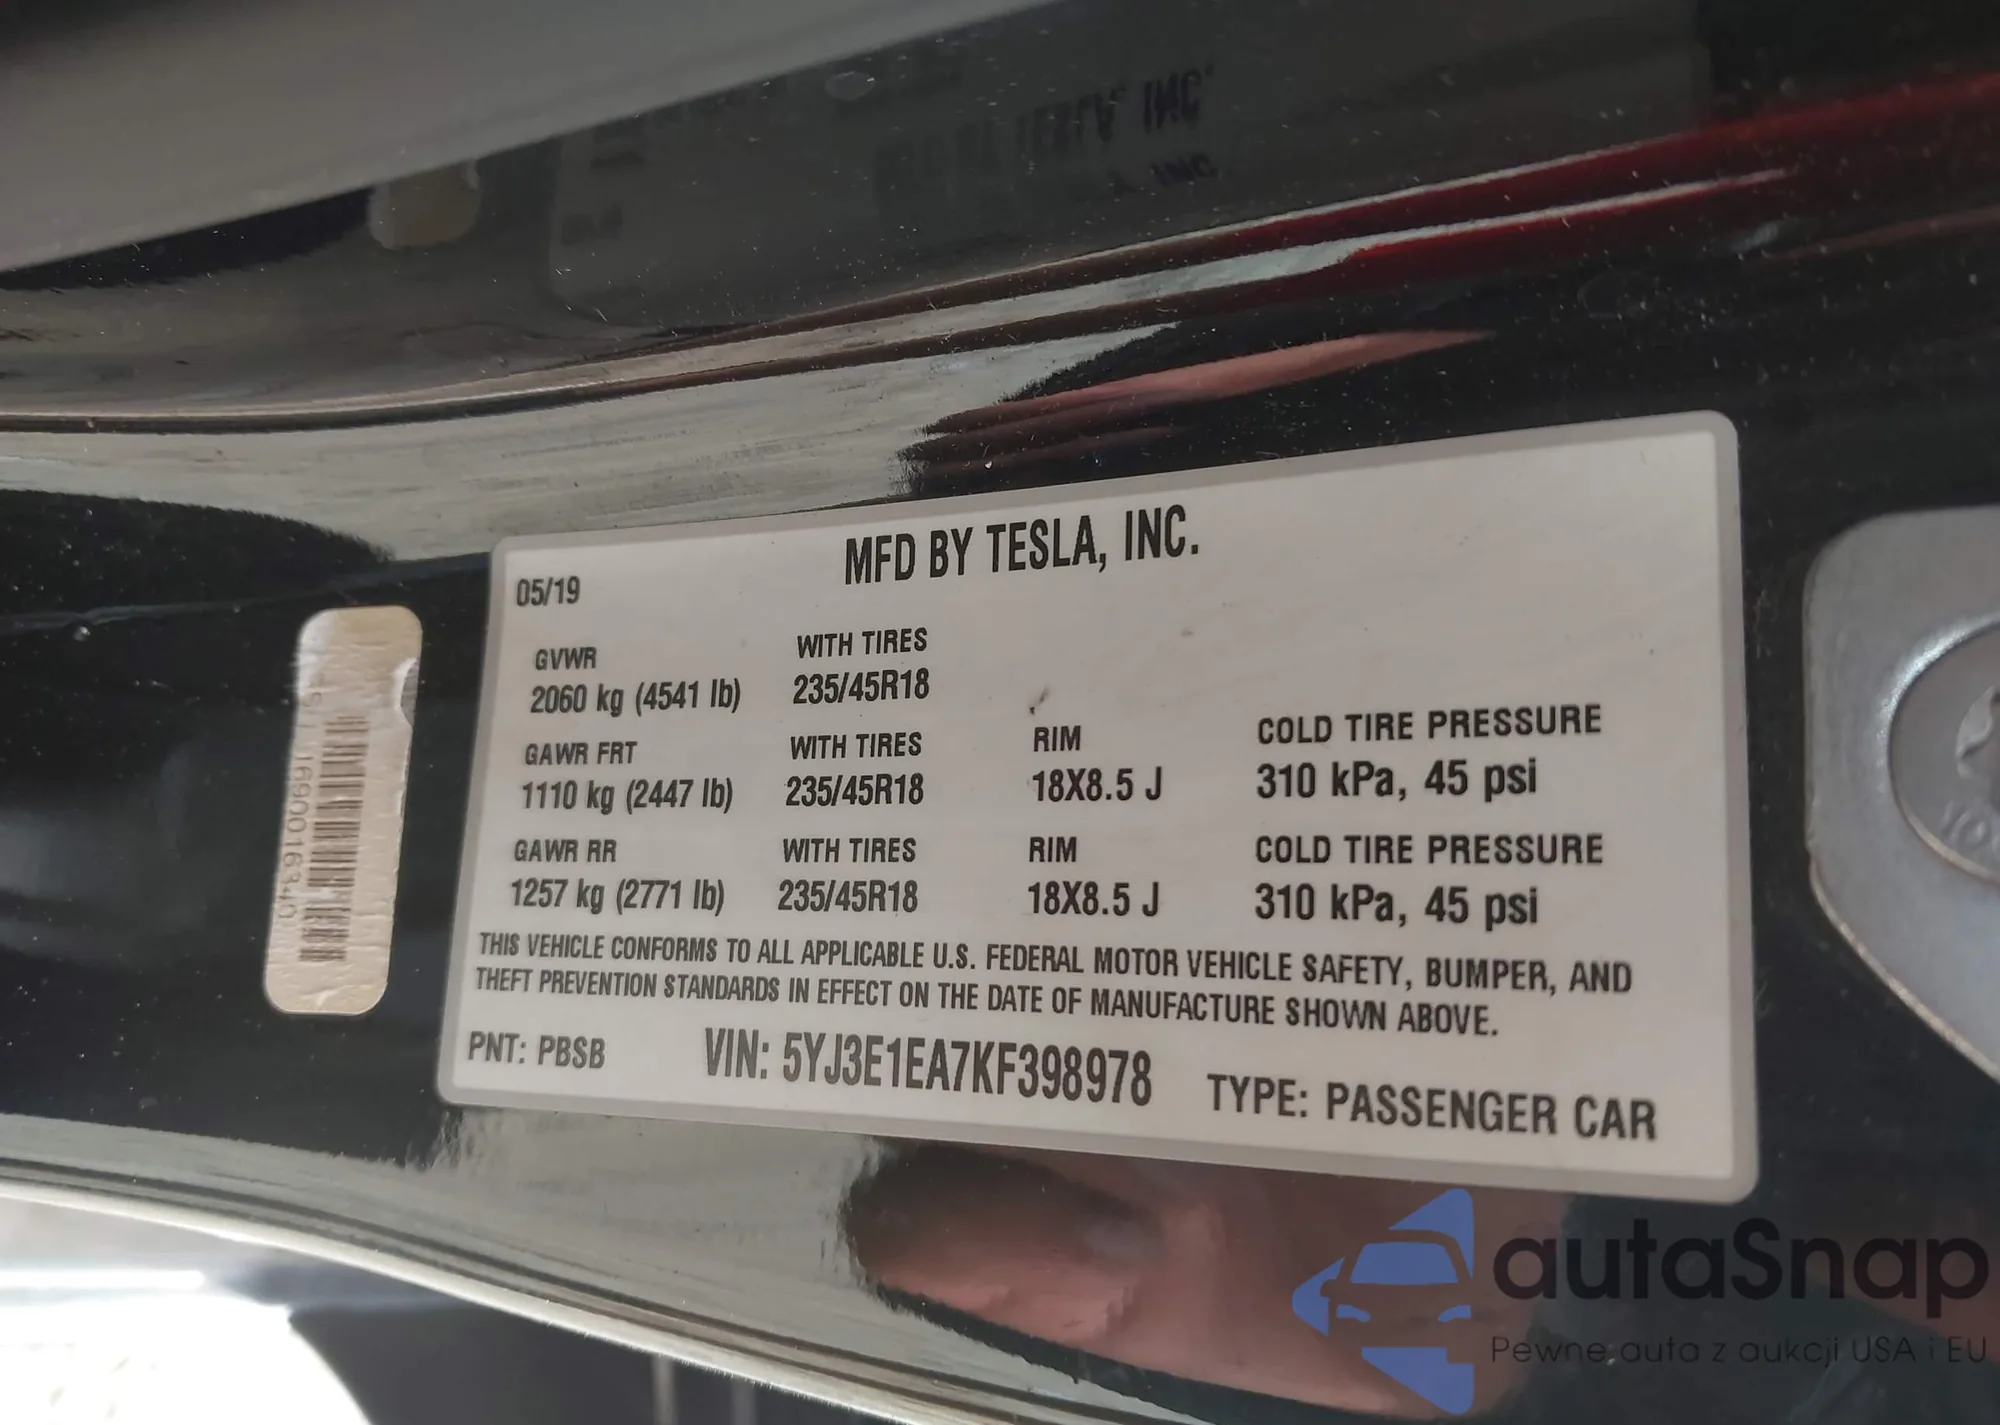 MFD BY TESLA, INC.
05/19
GVWR WITH TIRES
2060 kg (4541 lb) 235/45R18
GAWR FRT WITH TIRES RIM COLD TIRE PRESSURE
1110 kg (2447 lb) 235/45R18 18X8.5 J 310 kPa, 45 psi
GAWR RR WITH TIRES RIM COLD TIRE PRESSURE
1257 kg (2771 lb) 235/45R18 18X8.5 J 310 kPa, 45 psi
THIS VEHICLE CONFORMS TO ALL APPLICABLE U.S. FEDERAL MOTOR VEHICLE SAFETY, BUMPER, AND
THEFT PREVENTION STANDARDS IN EFFECT ON THE DATE OF MANUFACTURE SHOWN ABOVE.
PNT: PBSB VIN: 5YJ3E1EA7KF398978 TYPE: PASSENGER CAR
autaSnap
Pewne auta z aukcji USA i EU